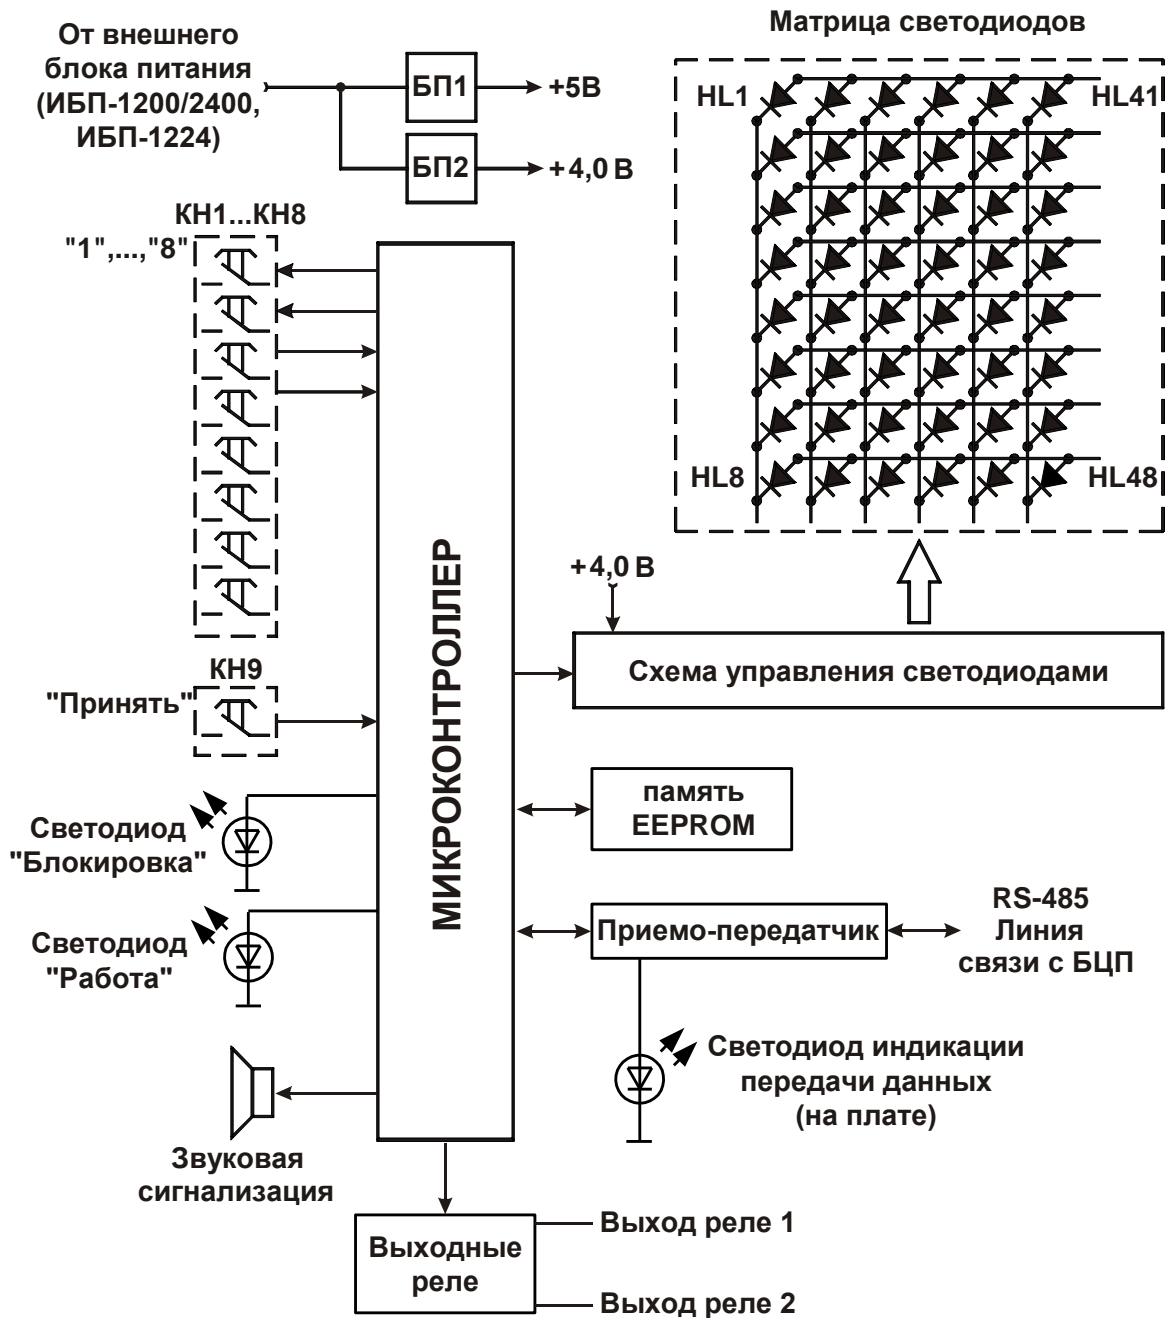 Матрица светодиодов
От внешнего
блока питания
(ИБП-1200/2400,
ИБП-1224)
БП1
+5В
БП2
+4,0 В
HL1
HL41
HL8
HL48
КН1...КН8
"1",...,"8"
КН9
"Принять"
МИКРОКОНТРОЛЛЕР
+4,0 В
Схема управления светодиодами
память
EEPROM
Светодиод
"Блокировка"
Светодиод
"Работа"
Приемо-передатчик
RS-485
Линия
связи с БЦП
Светодиод индикации
передачи данных
(на плате)
Звуковая
сигнализация
Выходные
реле
Выход реле 1
Выход реле 2